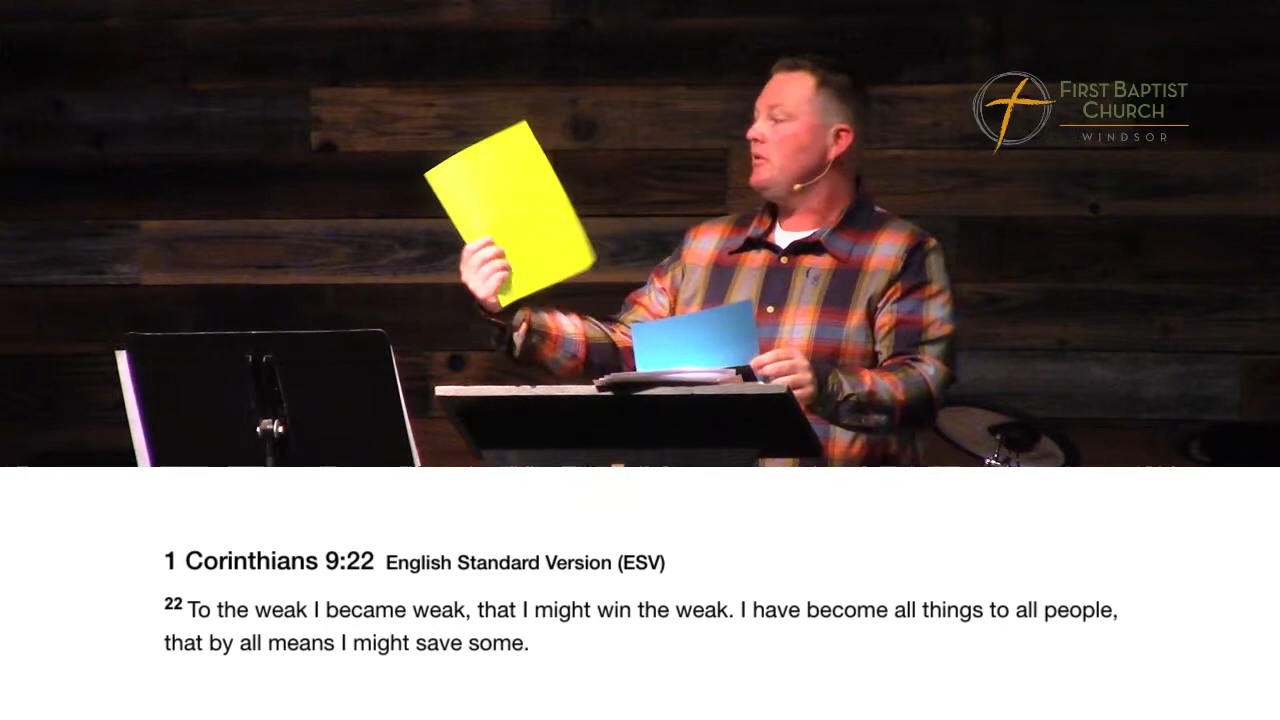 FIRST BAPTIST
CHURCH
WINDSOR
1 Corinthians 9:22 English Standard Version (ESV)
22 To the weak I became weak, that I might win the weak. I have become all things to all people,
that by all means I might save some.